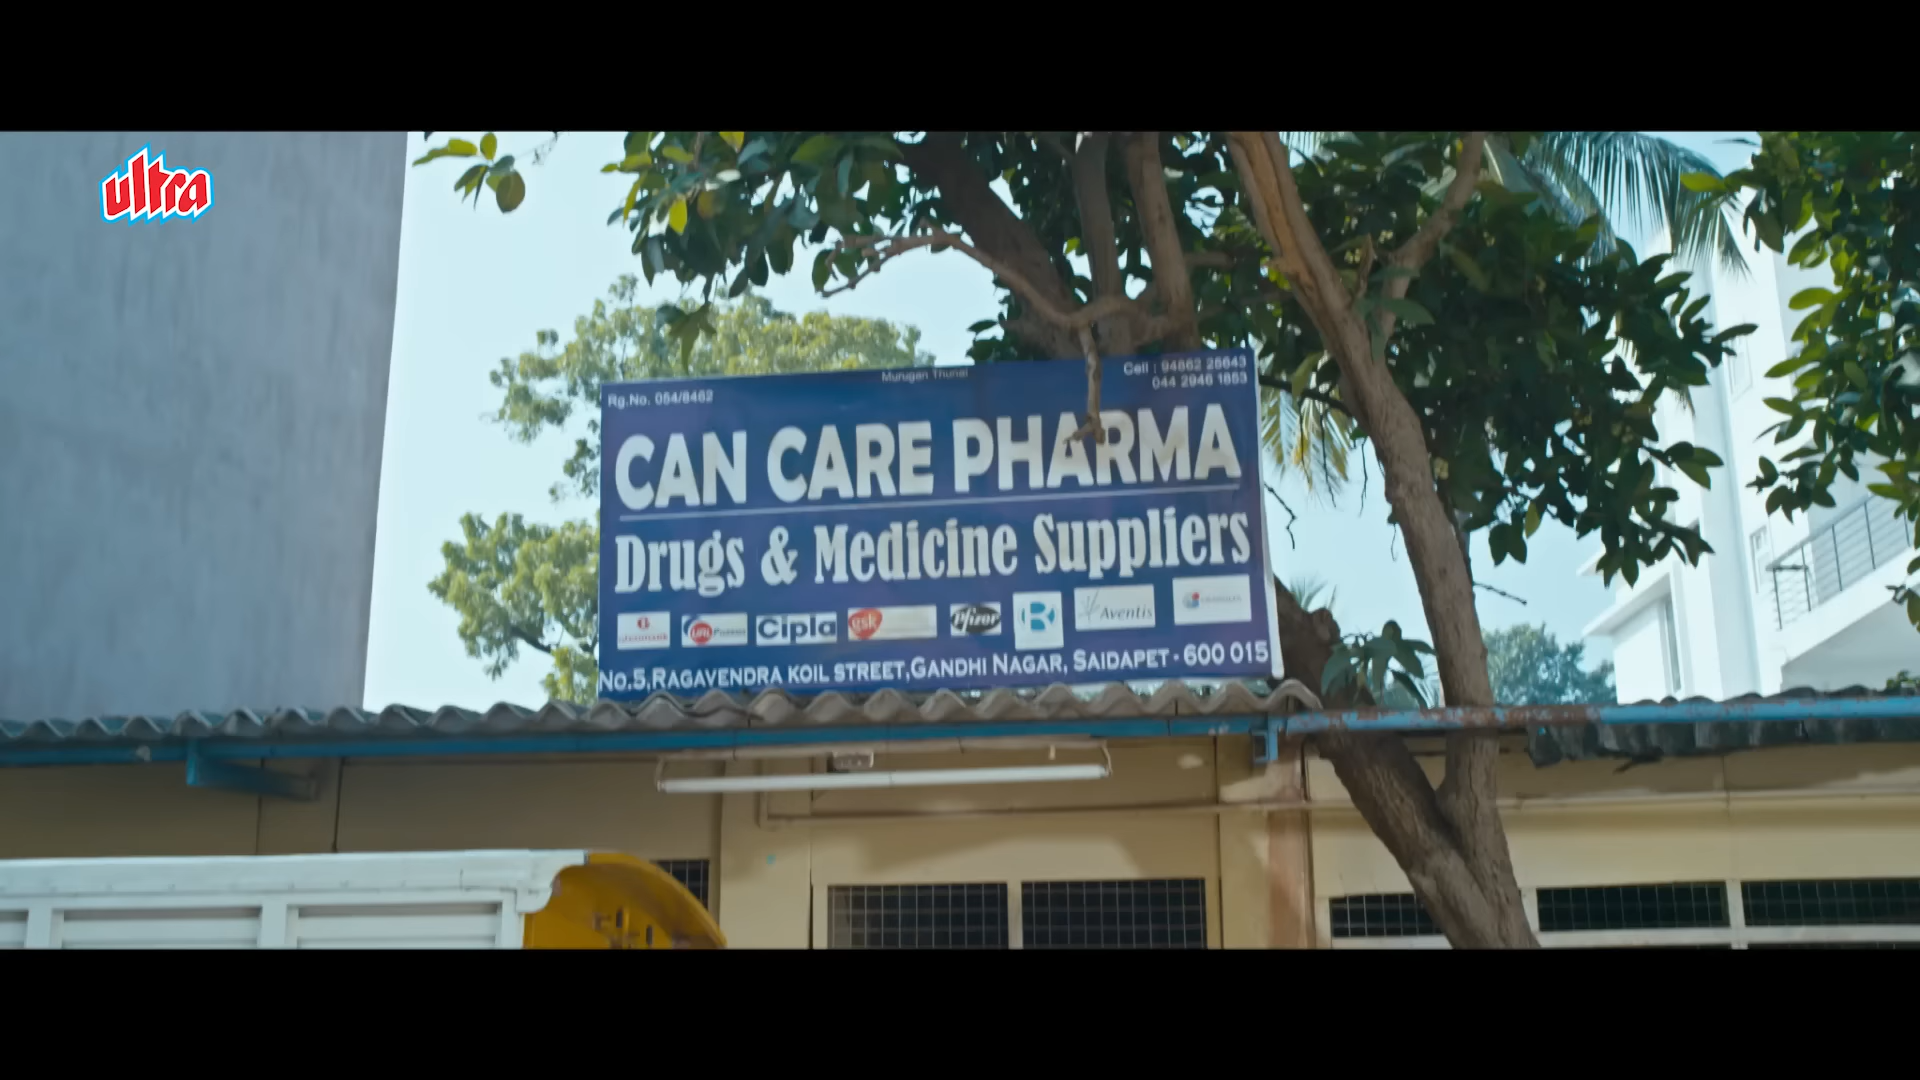 ultra
Murugan Thunai
Cell : 94862 25643
Rg.No. 054/8462
044 2946 1853
CAN CARE PHARMA
Drugs & Medicine Suppliers
Cipla gsk Pfizer Aventis
No.5,RAGAVENDRA KOIL STREET,GANDHI NAGAR, SAIDAPET - 600 015